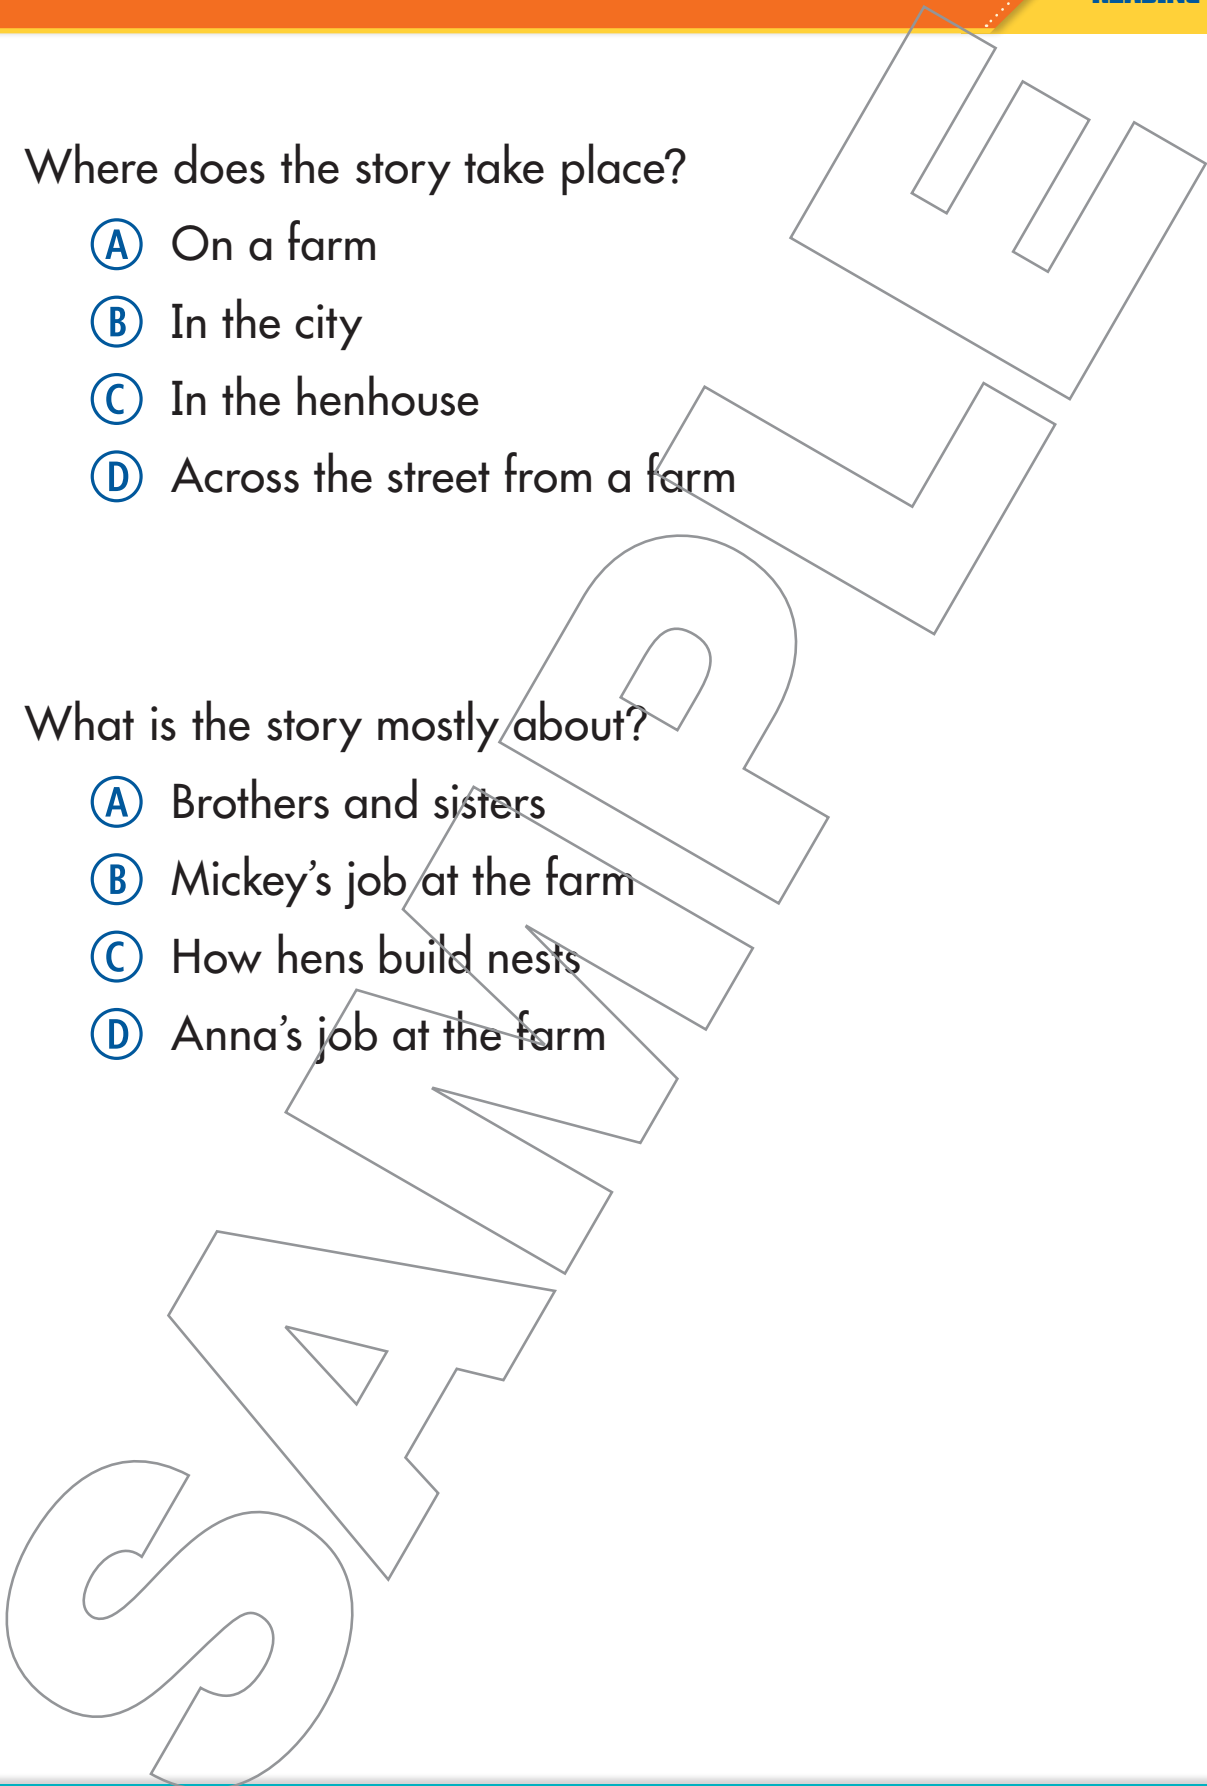 Where does the story take place?
A On a farm
B In the city
C In the henhouse
D Across the street from a farm
What is the story mostly about?
A Brothers and sisters
B Mickey's job at the farm
C How hens build nests
D Anna's job at the farm
SAMPLE